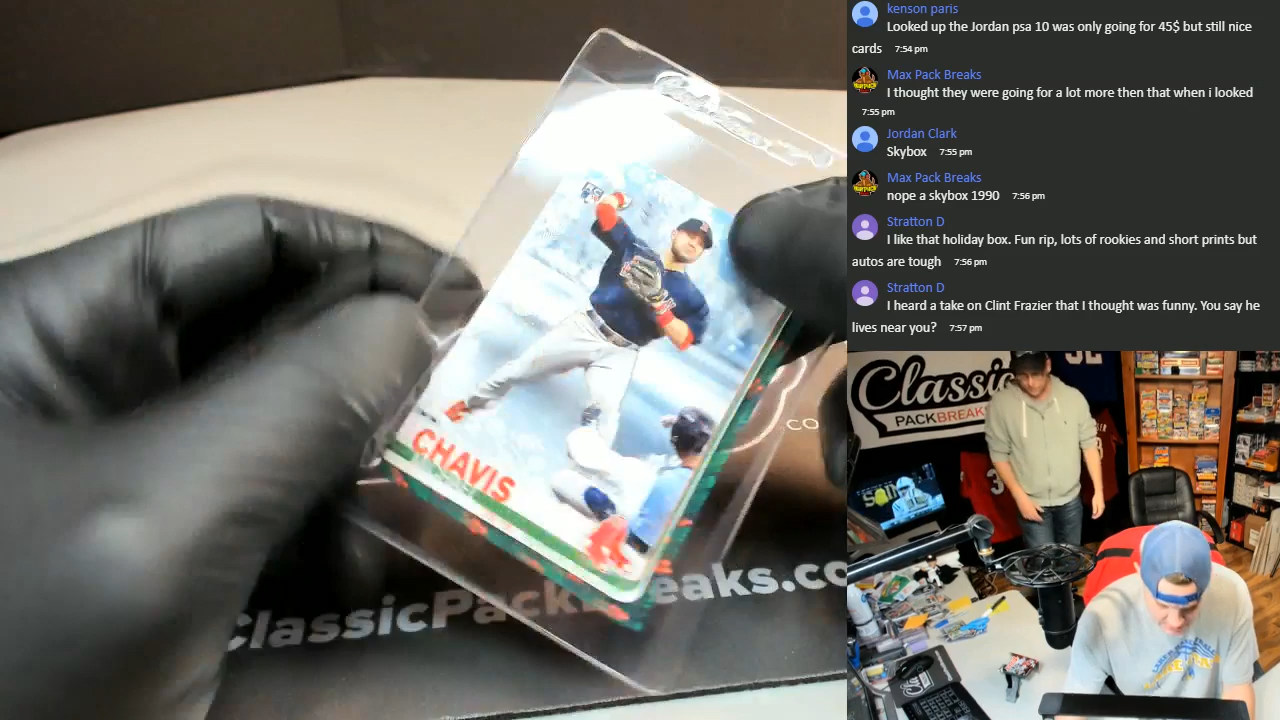 kenson paris
Looked up the Jordan psa 10 was only going for 45$ but still nice
cards 7:54 pm
Max Pack Breaks
I thought they were going for a lot more then that when i looked
7:55 pm
Jordan Clark
Skybox 7:55 pm
Max Pack Breaks
nope a skybox 1990 7:56 pm
Stratton D
I like that holiday box. Fun rip, lots of rookies and short prints but
autos are tough 7:56 pm
Stratton D
I heard a take on Clint Frazier that I thought was funny. You say he
lives near you? 7:57 pm
CHAVIS
CO
ClassicPackBreaks.co
Classic
PACKBREAKS